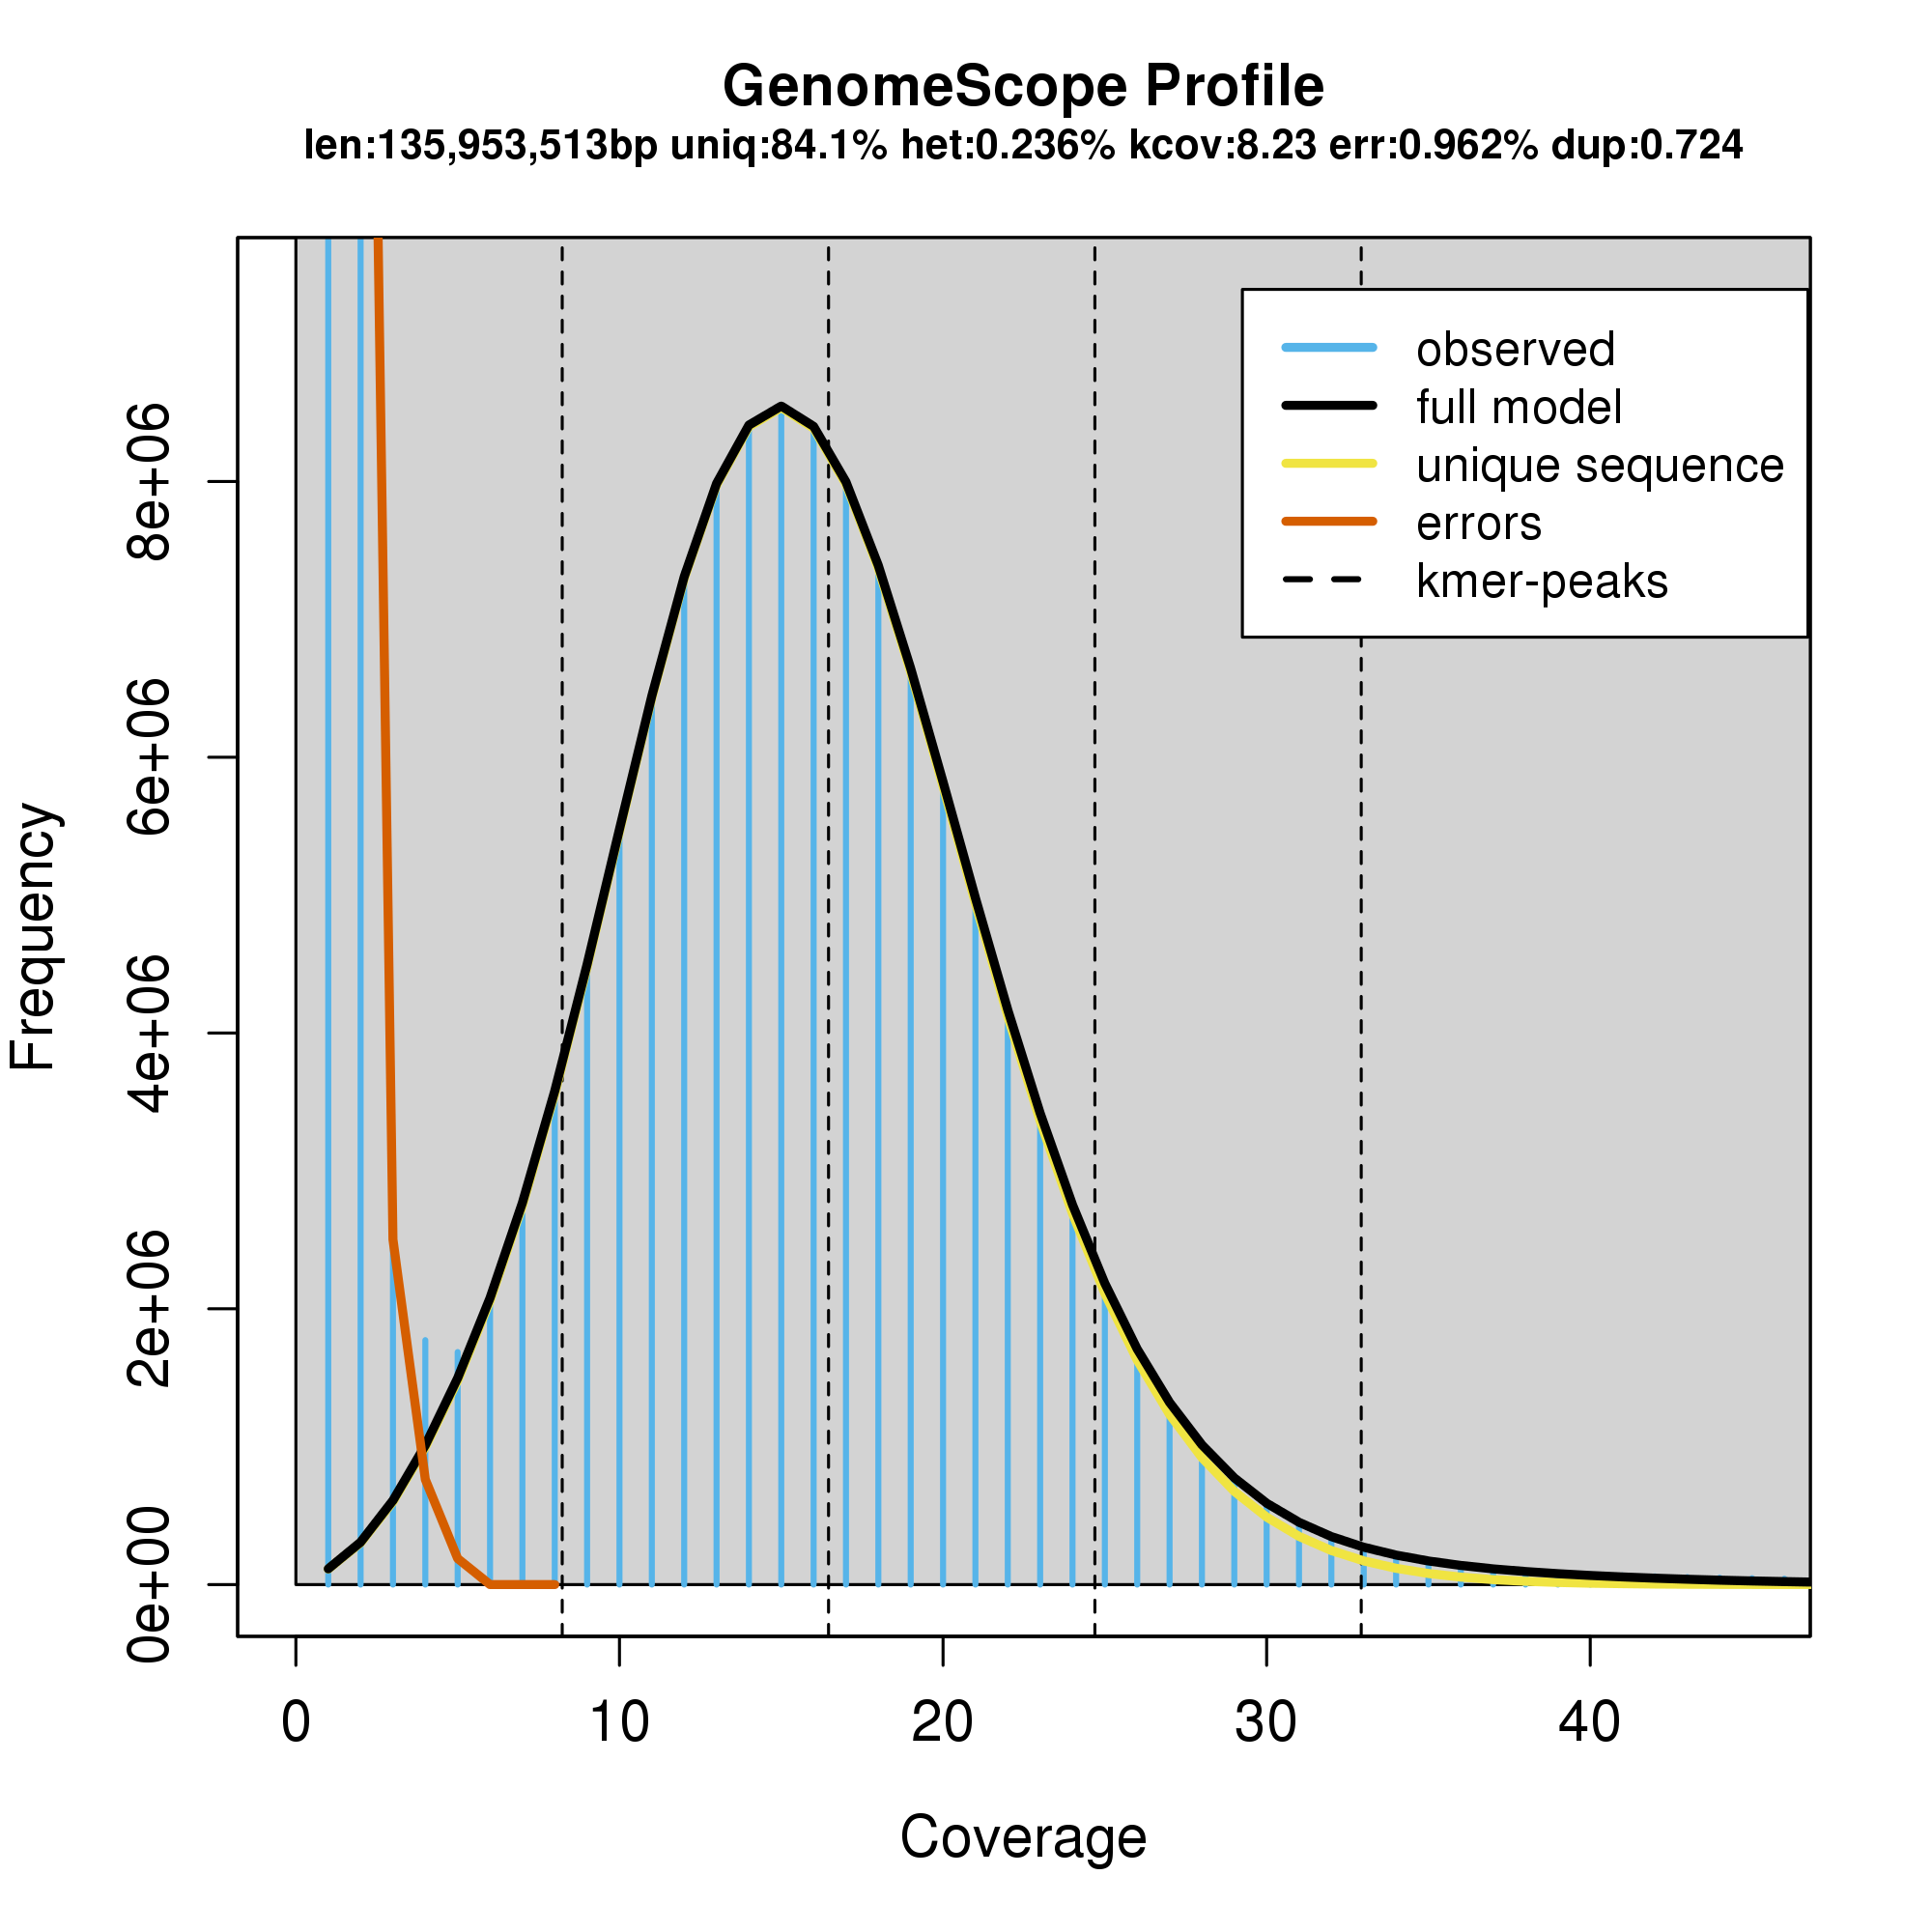 GenomeScope Profile
len:135,953,513bp uniq:84.1% het:0.236% kcov:8.23 err:0.962% dup:0.724
observed
full model
unique sequence
errors
kmer-peaks
Frequency
8e+06
6e+06
4e+06
2e+06
0e+00
0 10 20 30 40
Coverage